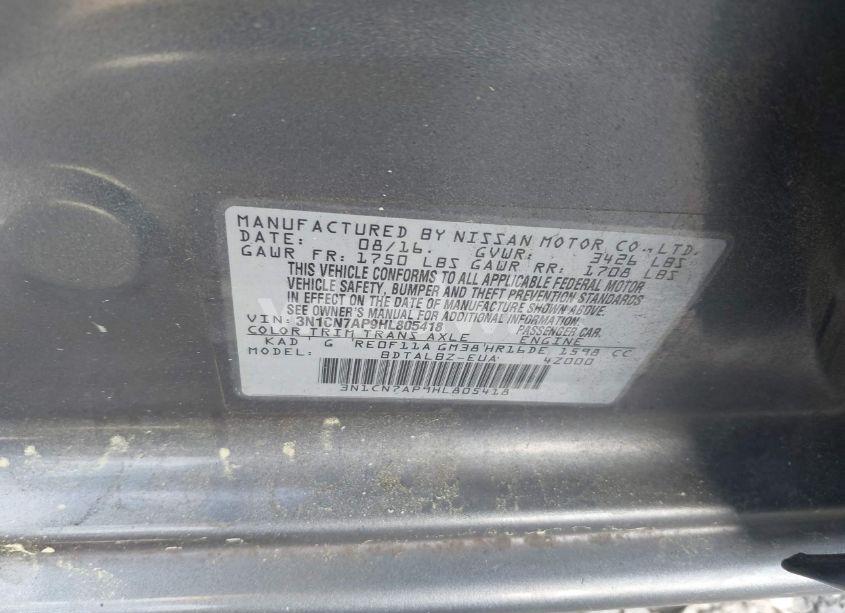 MANUFACTURED BY NISSAN MOTOR CO., LTD.
DATE: 08/16. GVWR: 3426 LBS
GAWR FR: 1750 LBS GAWR RR: 1708 LBS
THIS VEHICLE CONFORMS TO ALL APPLICABLE FEDERAL MOTOR
VEHICLE SAFETY, BUMPER AND THEFT PREVENTION STANDARDS
IN EFFECT ON THE DATE OF MANUFACTURE SHOWN ABOVE.
SEE OWNER'S MANUAL FOR ADDITIONAL INFORMATION.
VIN: 3N1CN7AP9HL805418 PASSENGER CAR
COLOR TRIM TRANS AXLE ENGINE
KAD G RE0F11A GM38 HR16DE 1598 CC
MODEL: BDTALBZ-EUA 4Z000
3N1CN7AP9HL805418